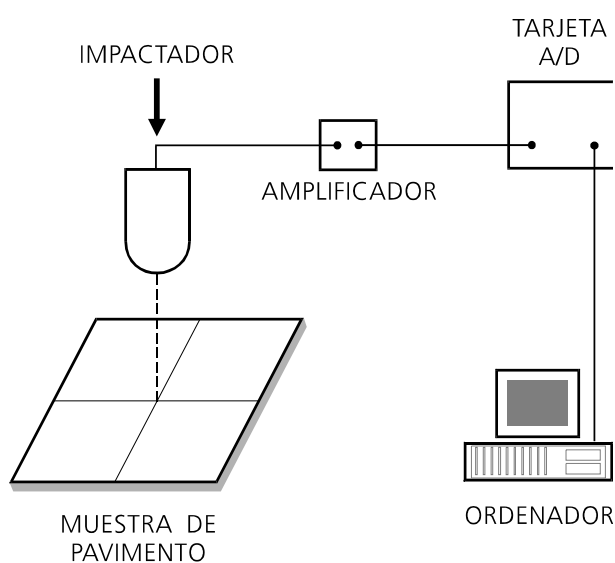 IMPACTADOR
TARJETA
A/D
AMPLIFICADOR
MUESTRA DE
PAVIMENTO
ORDENADOR